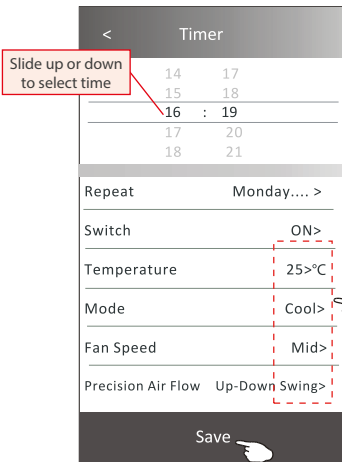 < Timer
Slide up or down
to select time
14 17
15 18
16 : 19
17 20
18 21
Repeat Monday.... >
Switch ON>
Temperature 25>°C
Mode Cool>
Fan Speed Mid>
Precision Air Flow Up-Down Swing>
Save